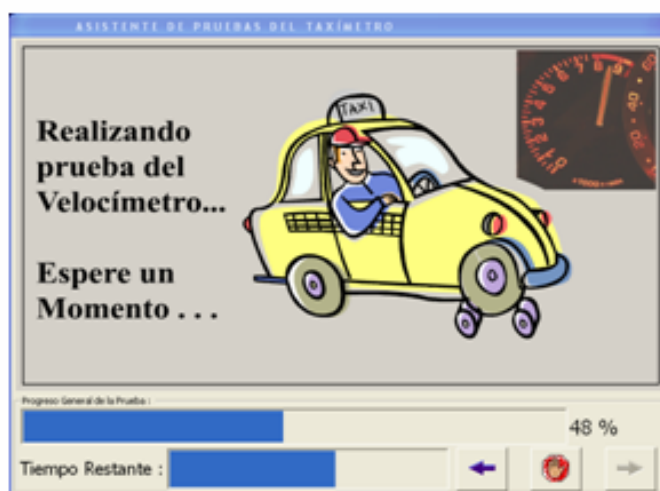 ASISTENTE DE PRUEBAS DEL TAXÍMETRO
TAXI
Realizando
prueba del
Velocímetro...
Espere un
Momento . . .
Progreso General de la Prueba :
48 %
Tiempo Restante :